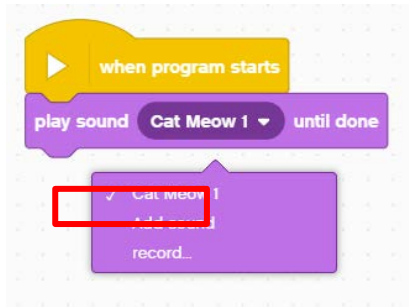 when program starts
play sound Cat Meow 1 until done
Cat Meow 1
Add sound
record...